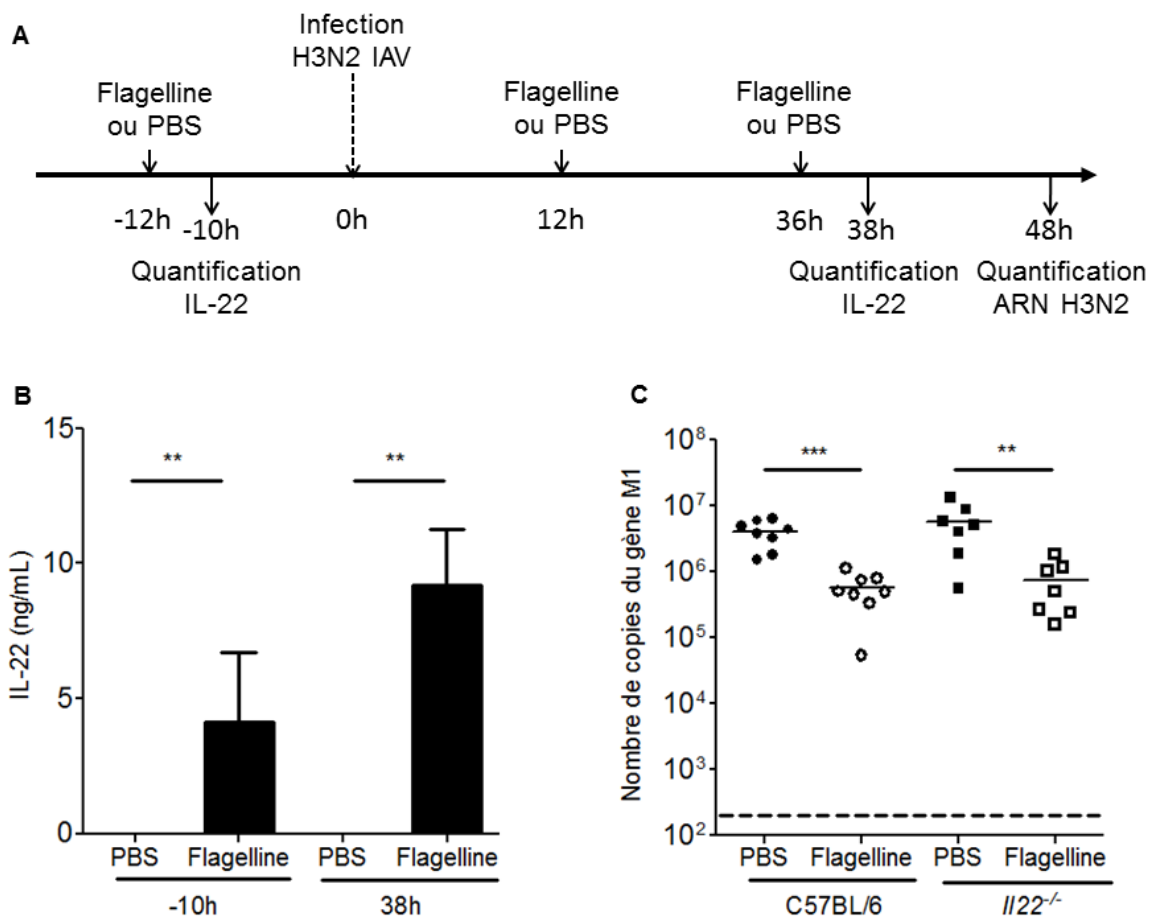 A
Infection
H3N2 IAV
Flagelline
ou PBS
Flagelline
ou PBS
Flagelline
ou PBS
-12h
-10h
0h
12h
36h
38h
48h
Quantification
IL-22
Quantification
IL-22
Quantification
ARN H3N2
B
IL-22 (ng/mL)
15
10
5
0
**
**
PBS
Flagelline
PBS
Flagelline
-10h
38h
C
Nombre de copies du gène M1
10⁸
10⁷
10⁶
10⁵
10⁴
10³
10²
***
**
PBS
Flagelline
PBS
Flagelline
C57BL/6
Il22⁻/⁻